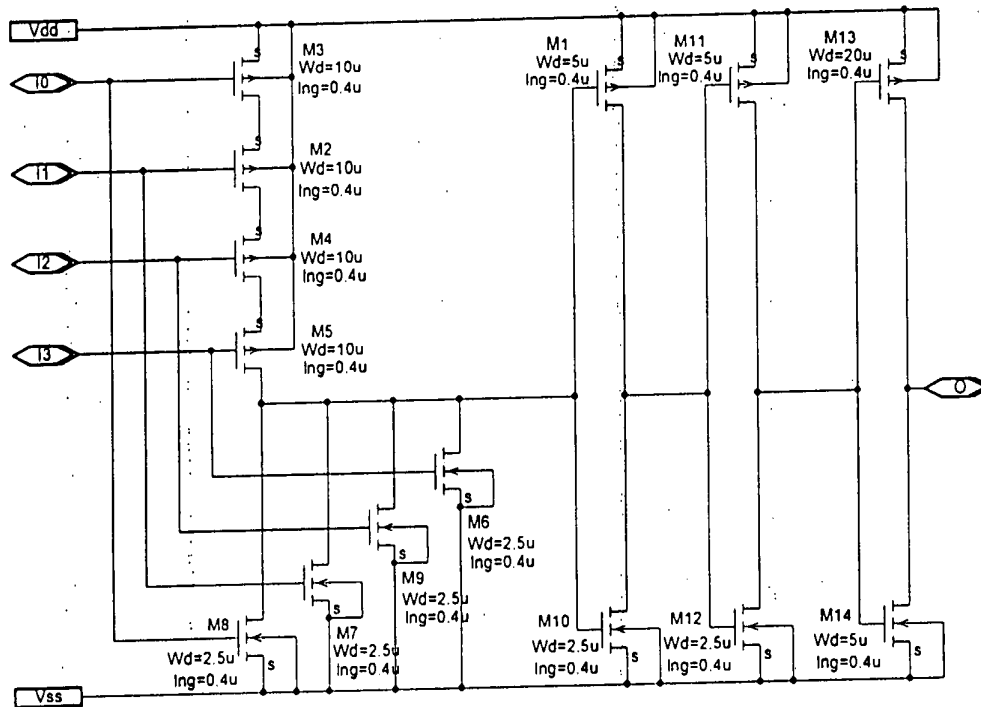 Vdd
I0
I1
I2
I3
M3
Wd=10u
lng=0.4u
s
M2
Wd=10u
lng=0.4u
s
M4
Wd=10u
lng=0.4u
s
M5
Wd=10u
lng=0.4u
s
M1
Wd=5u
lng=0.4u
s
M11
Wd=5u
lng=0.4u
s
M13
Wd=20u
lng=0.4u
s
O
s
M6
Wd=2.5u
lng=0.4u
s
M9
Wd=2.5u
lng=0.4u
s
M7
Wd=2.5u
lng=0.4u
M8
Wd=2.5u
lng=0.4u
s
M10
Wd=2.5u
lng=0.4u
s
M12
Wd=2.5u
lng=0.4u
s
M14
Wd=5u
lng=0.4u
s
Vss